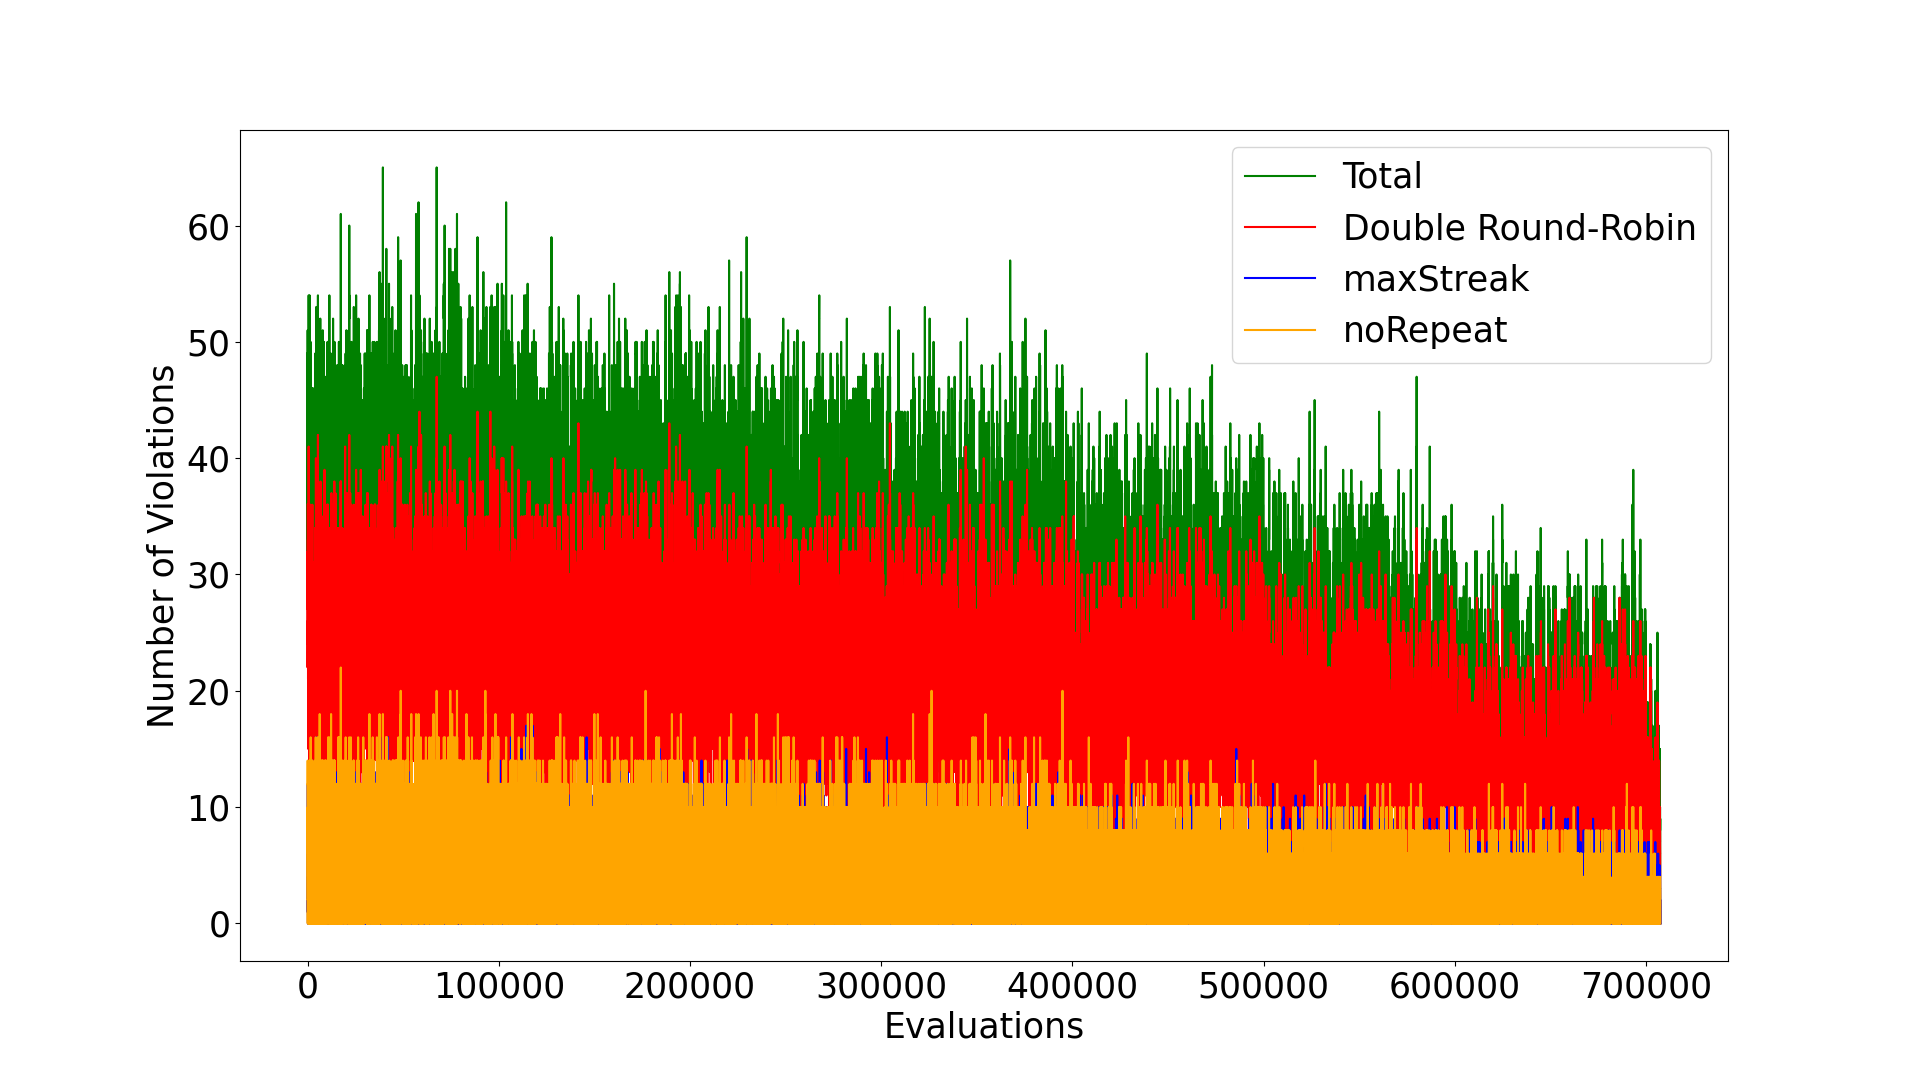 Total
Double Round-Robin
maxStreak
noRepeat
Number of Violations
60
50
40
30
20
10
0
0 100000 200000 300000 400000 500000 600000 700000
Evaluations